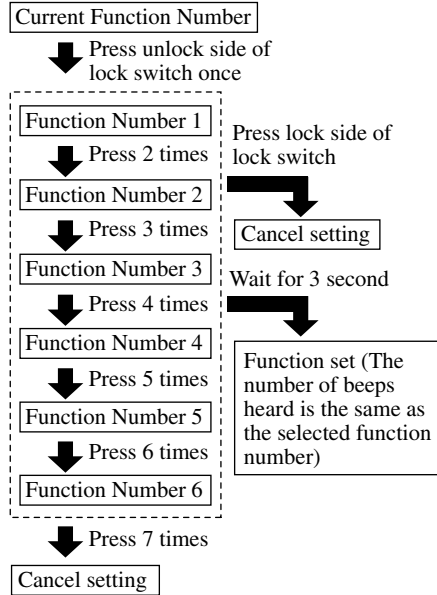 Current Function Number
Press unlock side of
lock switch once
Function Number 1
Press 2 times
Function Number 2
Press 3 times
Function Number 3
Press 4 times
Function Number 4
Press 5 times
Function Number 5
Press 6 times
Function Number 6
Press 7 times
Cancel setting
Press lock side of
lock switch
Cancel setting
Wait for 3 second
Function set (The
number of beeps
heard is the same as
the selected function
number)